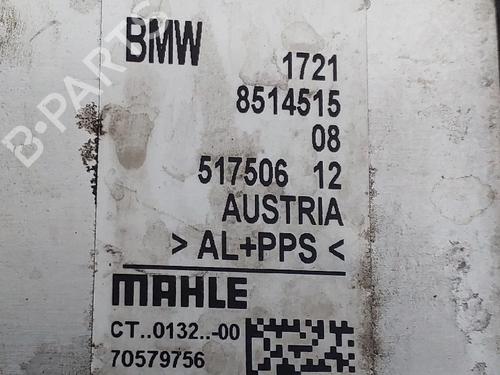 BMW 1721
8514515
08
517506 12
AUSTRIA
> AL+PPS <
MAHLE
CT..0132..-00
70579756
B-PARTS